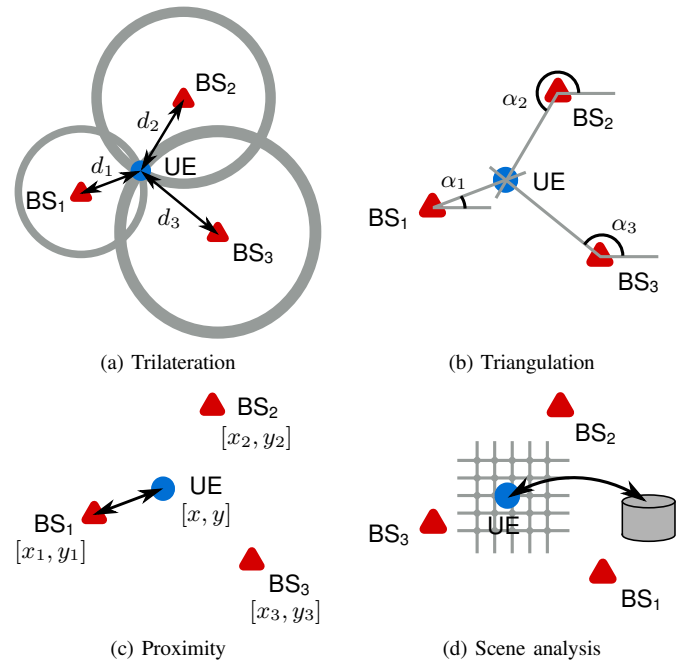 BS₂
d₂
d₁
UE
BS₁
d₃
BS₃
(a) Trilateration
α₂
BS₂
α₁
UE
BS₁
α₃
BS₃
(b) Triangulation
BS₂
[x₂, y₂]
UE
[x, y]
BS₁
[x₁, y₁]
BS₃
[x₃, y₃]
(c) Proximity
BS₂
UE
BS₃
BS₁
(d) Scene analysis